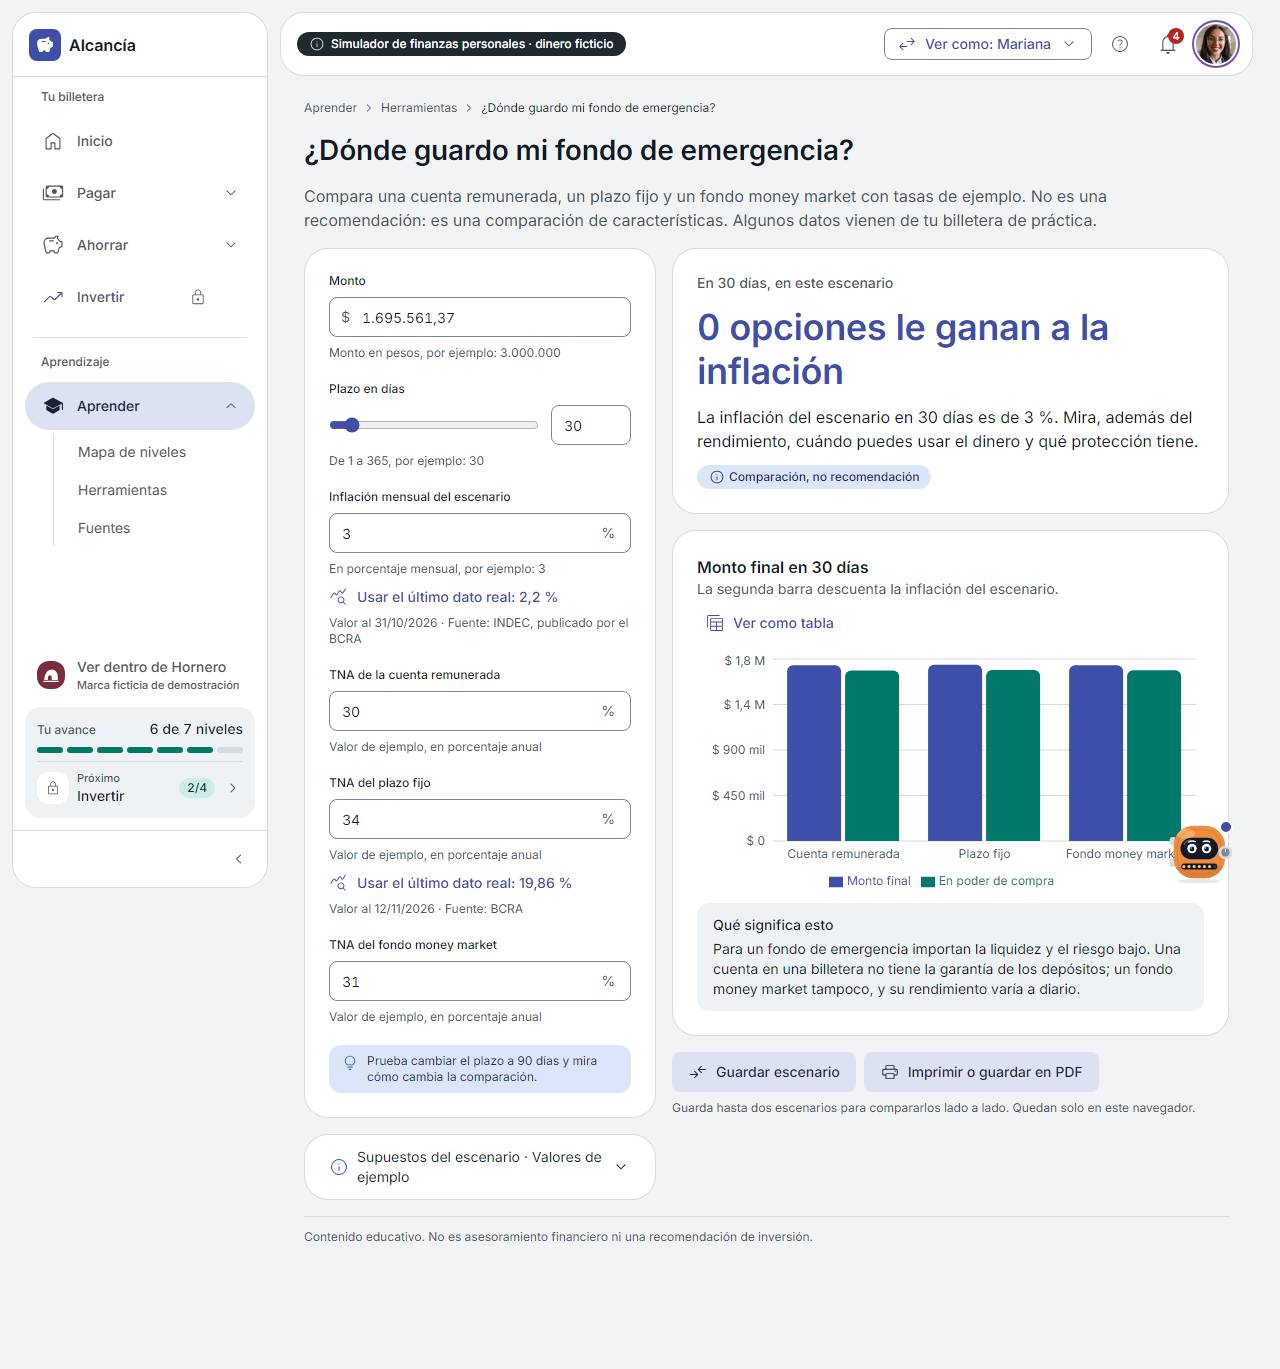 Alcancía
Tu billetera
Inicio
Pagar
Ahorrar
Invertir
Aprendizaje
Aprender
Mapa de niveles
Herramientas
Fuentes
Ver dentro de Hornero
Marca ficticia de demostración
Tu avance
6 de 7 niveles
Próximo
Invertir
2/4
Simulador de finanzas personales · dinero ficticio
Ver como: Mariana
4
Aprender
Herramientas
¿Dónde guardo mi fondo de emergencia?
¿Dónde guardo mi fondo de emergencia?
Compara una cuenta remunerada, un plazo fijo y un fondo money market con tasas de ejemplo. No es una
recomendación: es una comparación de características. Algunos datos vienen de tu billetera de práctica.
Monto
$ 1.695.561,37
Monto en pesos, por ejemplo: 3.000.000
Plazo en días
30
De 1 a 365, por ejemplo: 30
Inflación mensual del escenario
3 %
En porcentaje mensual, por ejemplo: 3
Usar el último dato real: 2,2 %
Valor al 31/10/2026 · Fuente: INDEC, publicado por el
BCRA
TNA de la cuenta remunerada
30 %
Valor de ejemplo, en porcentaje anual
TNA del plazo fijo
34 %
Valor de ejemplo, en porcentaje anual
Usar el último dato real: 19,86 %
Valor al 12/11/2026 · Fuente: BCRA
TNA del fondo money market
31 %
Valor de ejemplo, en porcentaje anual
Prueba cambiar el plazo a 90 días y mira
cómo cambia la comparación.
Supuestos del escenario · Valores de
ejemplo
En 30 días, en este escenario
0 opciones le ganan a la
inflación
La inflación del escenario en 30 días es de 3 %. Mira, además del
rendimiento, cuándo puedes usar el dinero y qué protección tiene.
Comparación, no recomendación
Monto final en 30 días
La segunda barra descuenta la inflación del escenario.
Ver como tabla
$ 1,8 M
$ 1,4 M
$ 900 mil
$ 450 mil
$ 0
Cuenta remunerada
Plazo fijo
Fondo money mark
Monto final
En poder de compra
Qué significa esto
Para un fondo de emergencia importan la liquidez y el riesgo bajo. Una
cuenta en una billetera no tiene la garantía de los depósitos; un fondo
money market tampoco, y su rendimiento varía a diario.
Guardar escenario
Imprimir o guardar en PDF
Guarda hasta dos escenarios para compararlos lado a lado. Quedan solo en este navegador.
Contenido educativo. No es asesoramiento financiero ni una recomendación de inversión.